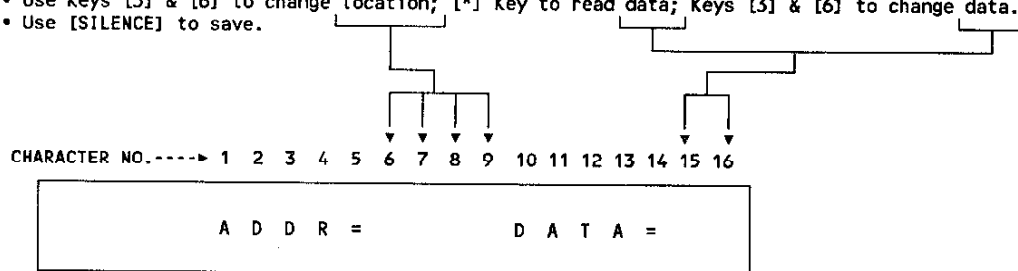 • Use Keys [3] & [6] to change location; [*] Key to read data; Keys [3] & [6] to change data.
• Use [SILENCE] to save.
CHARACTER NO.----► 1 2 3 4 5 6 7 8 9 10 11 12 13 14 15 16
A D D R = D A T A =